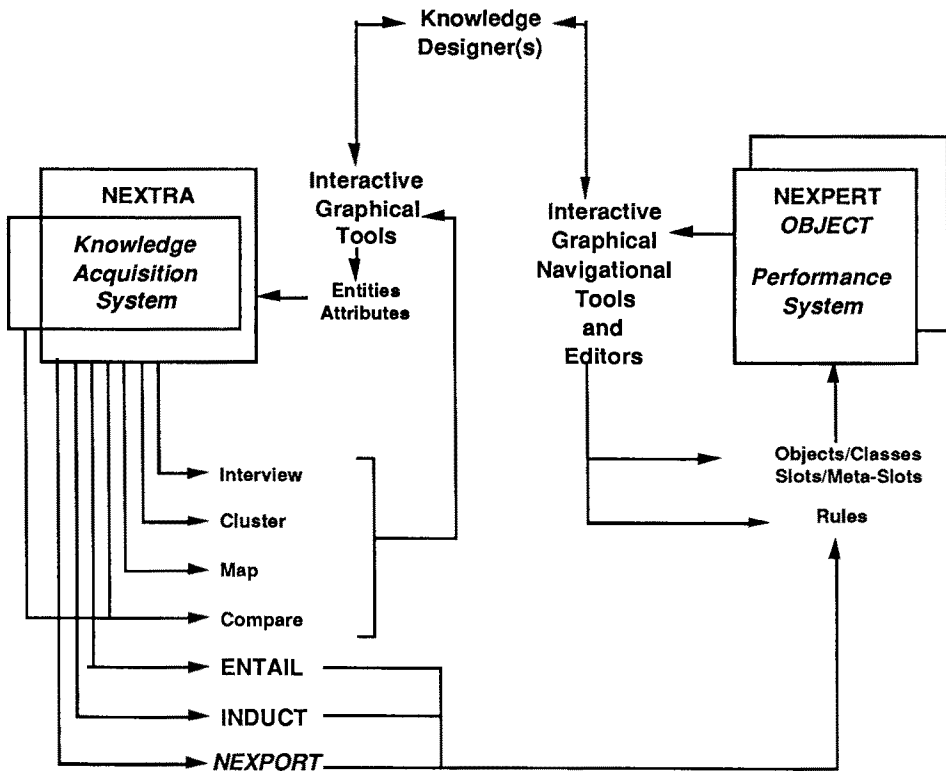 Knowledge
Designer(s)
NEXTRA
Knowledge
Acquisition
System
Interactive
Graphical
Tools
Entities
Attributes
Interactive
Graphical
Navigational
Tools
and
Editors
NEXPERT
OBJECT
Performance
System
Objects/Classes
Slots/Meta-Slots
Rules
Interview
Cluster
Map
Compare
ENTAIL
INDUCT
NEXPORT